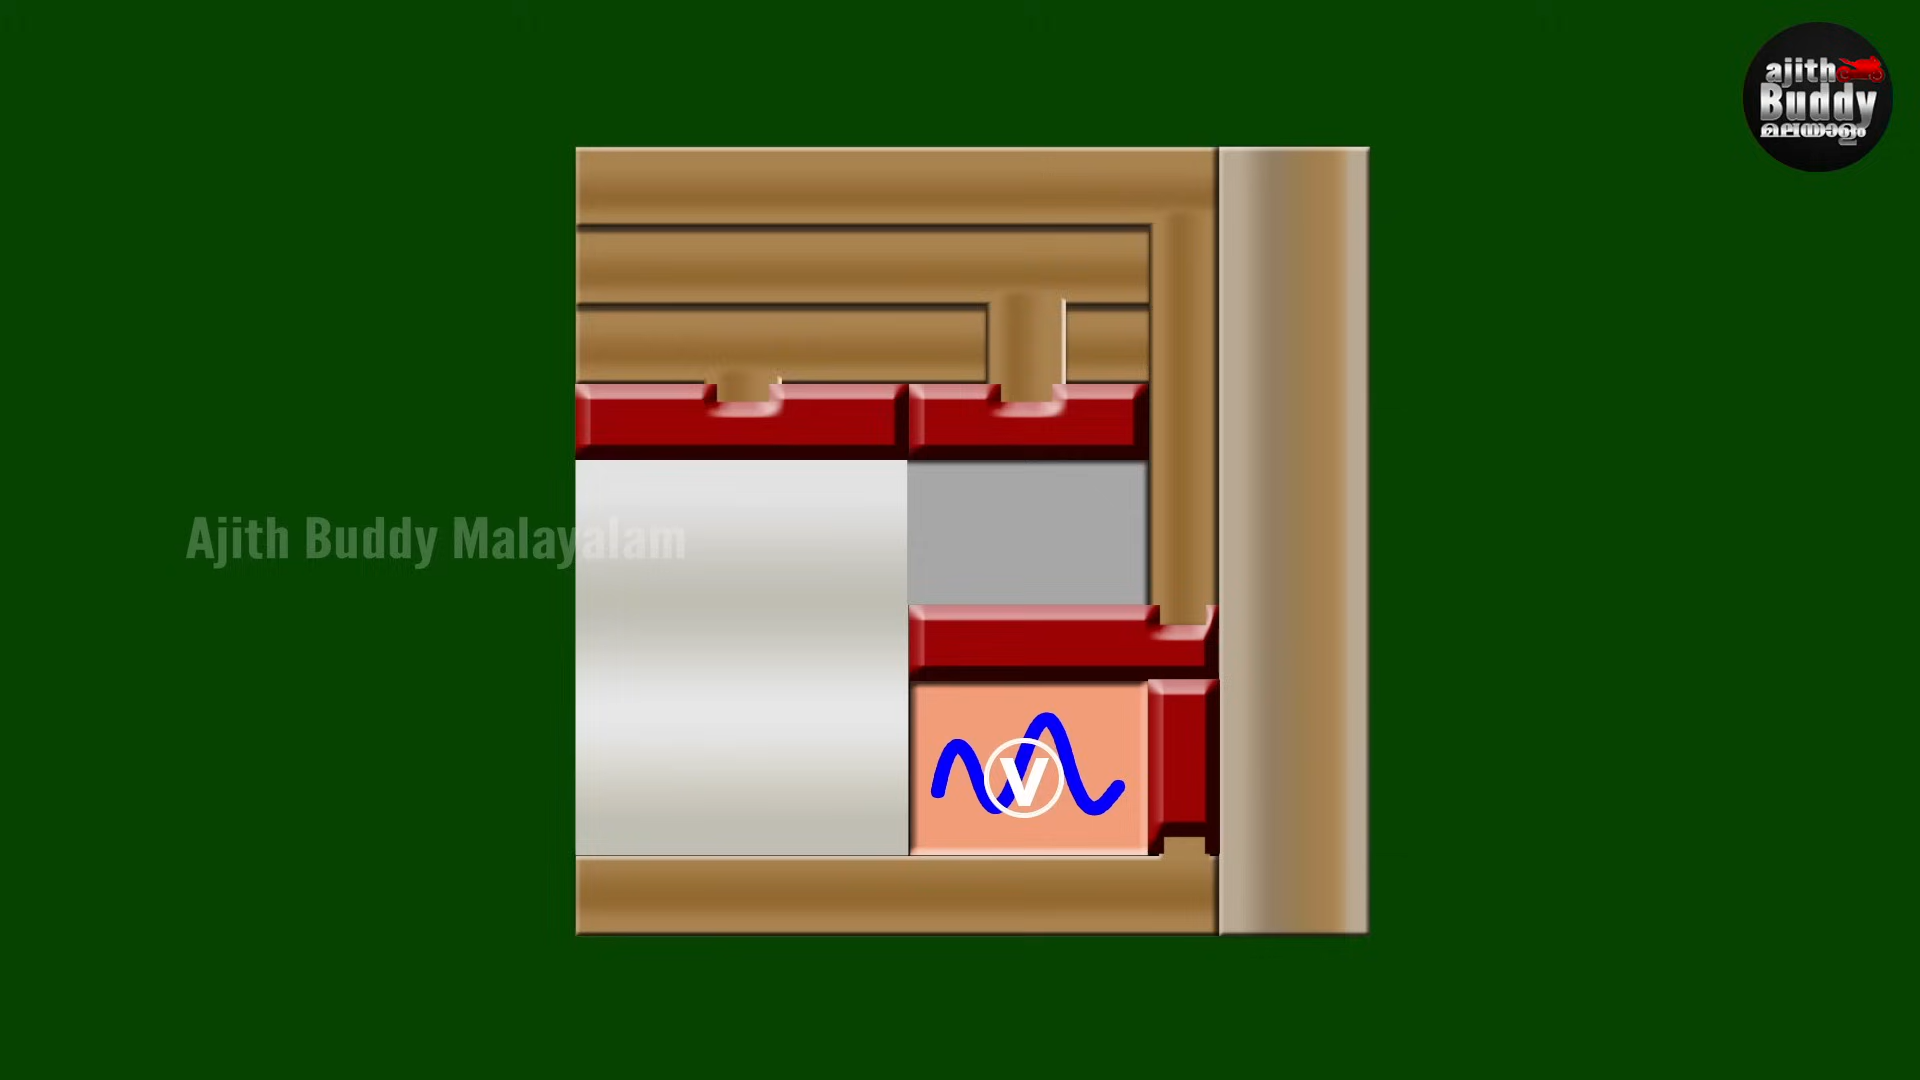 ajith
Buddy
മലയാളം
Ajith Buddy Malayalam
V